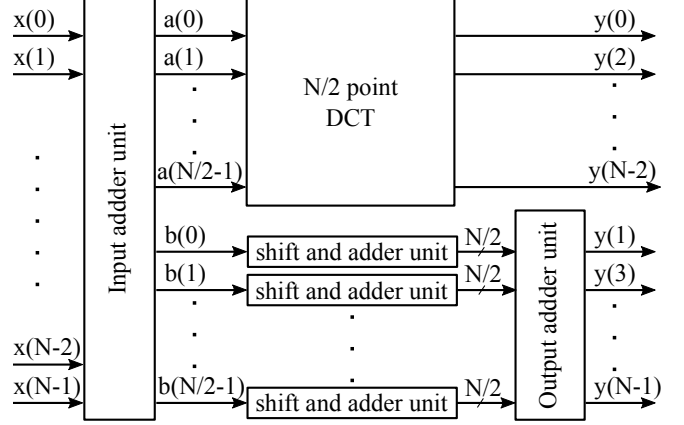 x(0)
a(0)
y(0)
x(1)
a(1)
y(2)
N/2 point
DCT
a(N/2-1)
y(N-2)
Input addder unit
b(0)
shift and adder unit
N/2
y(1)
b(1)
shift and adder unit
N/2
y(3)
Output addder unit
x(N-2)
x(N-1)
b(N/2-1)
shift and adder unit
N/2
y(N-1)